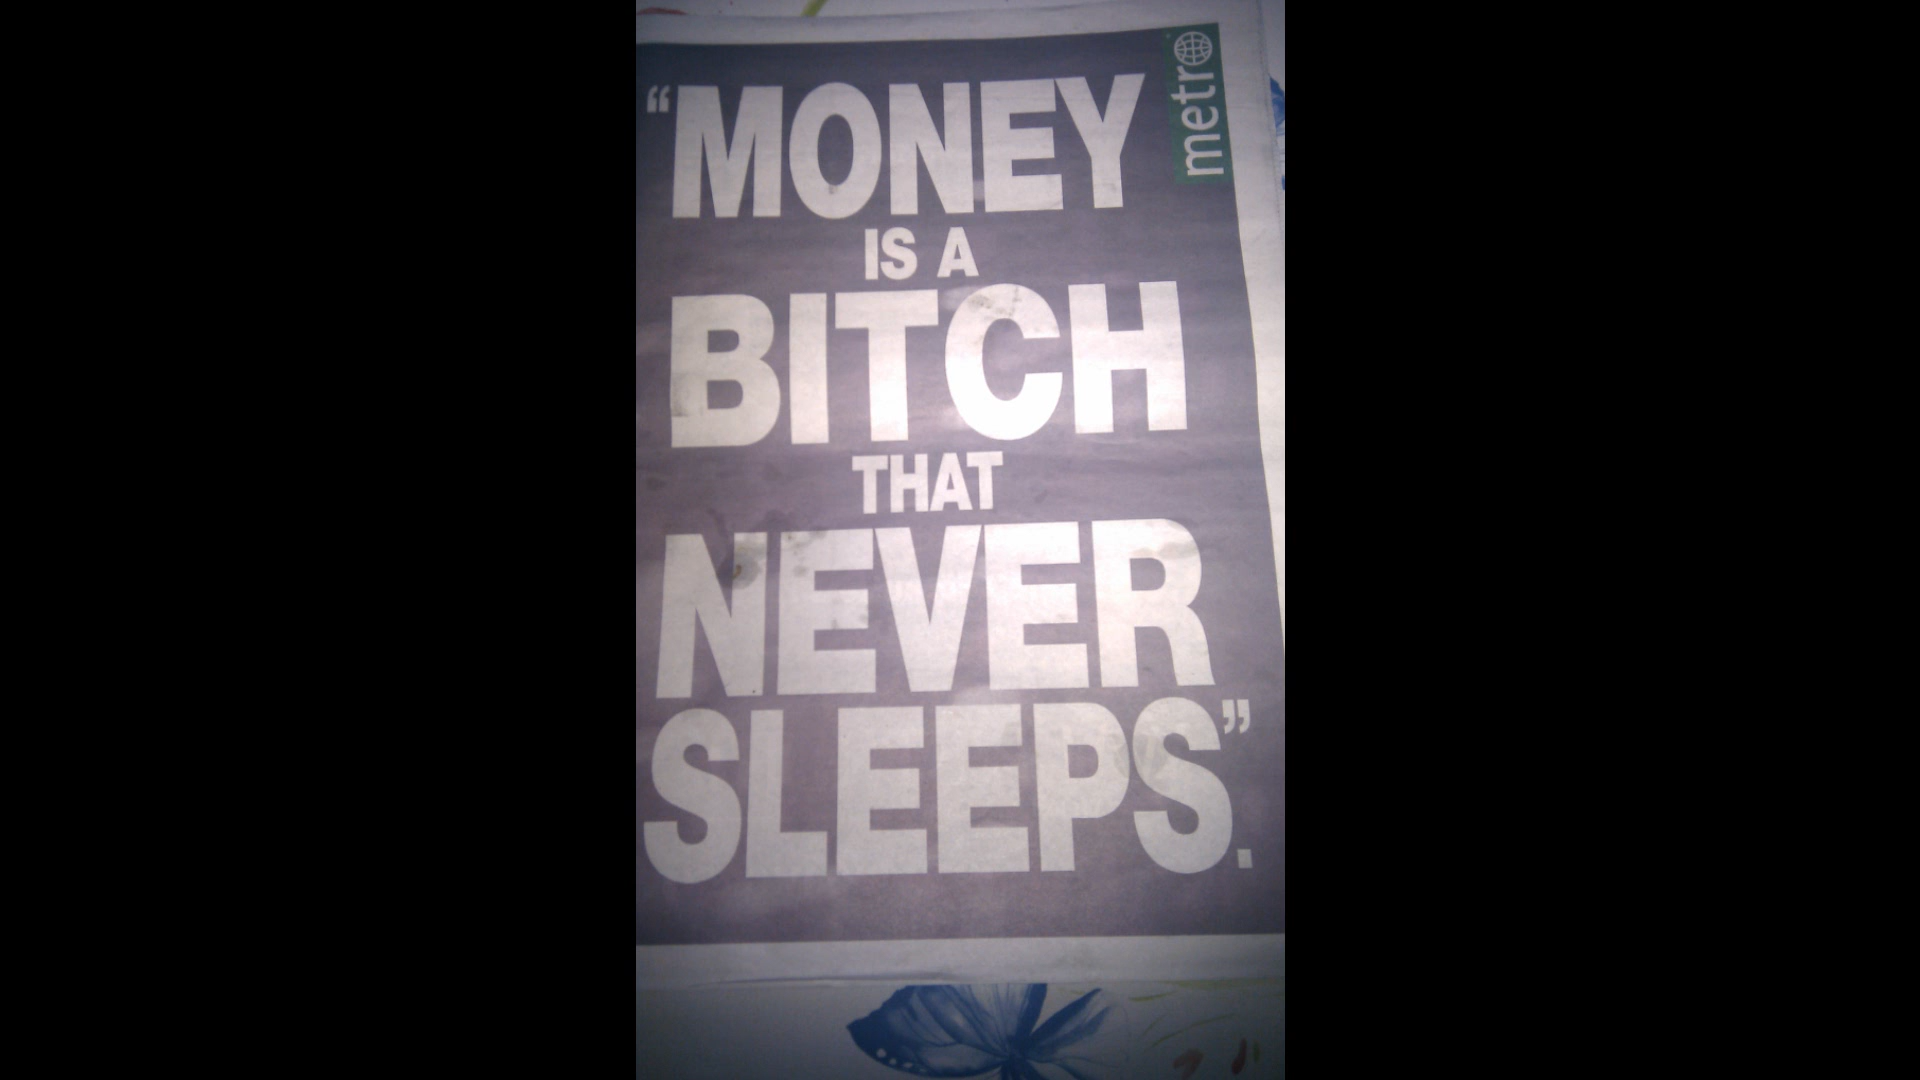 metro
“MONEY
IS A
BITCH
THAT
NEVER
SLEEPS”.